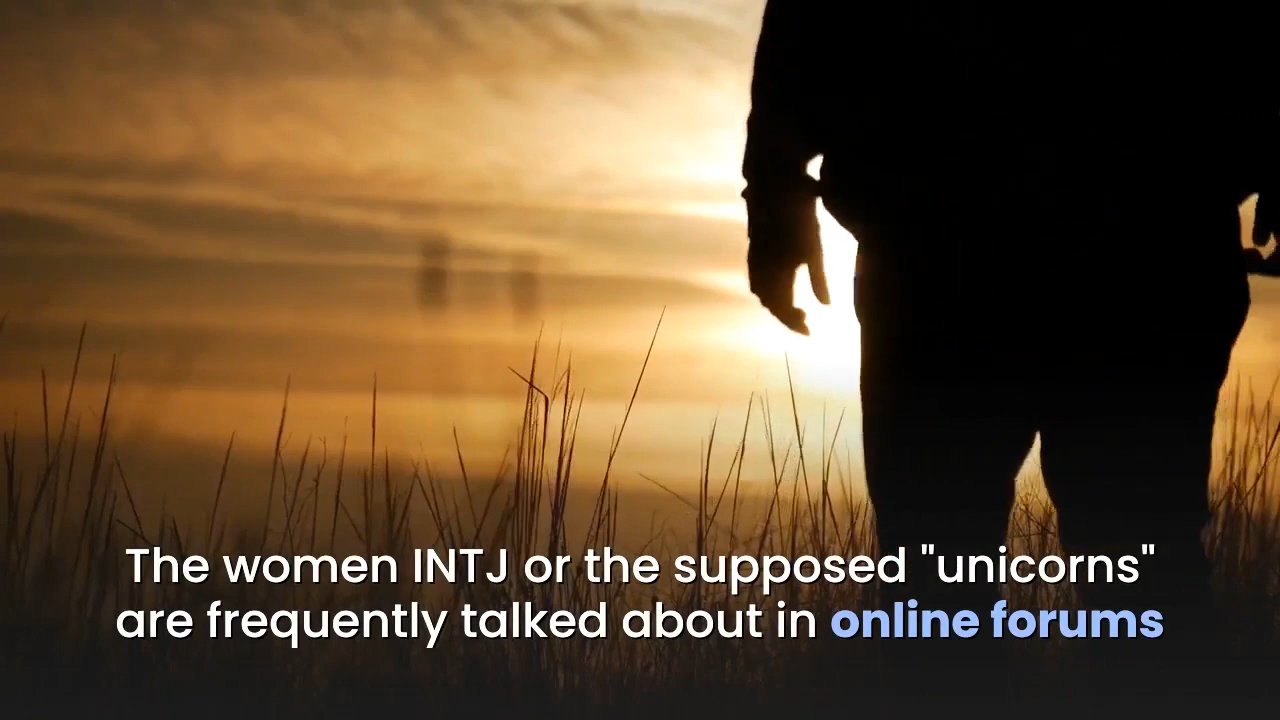 The women INTJ or the supposed "unicorns"
are frequently talked about in online forums